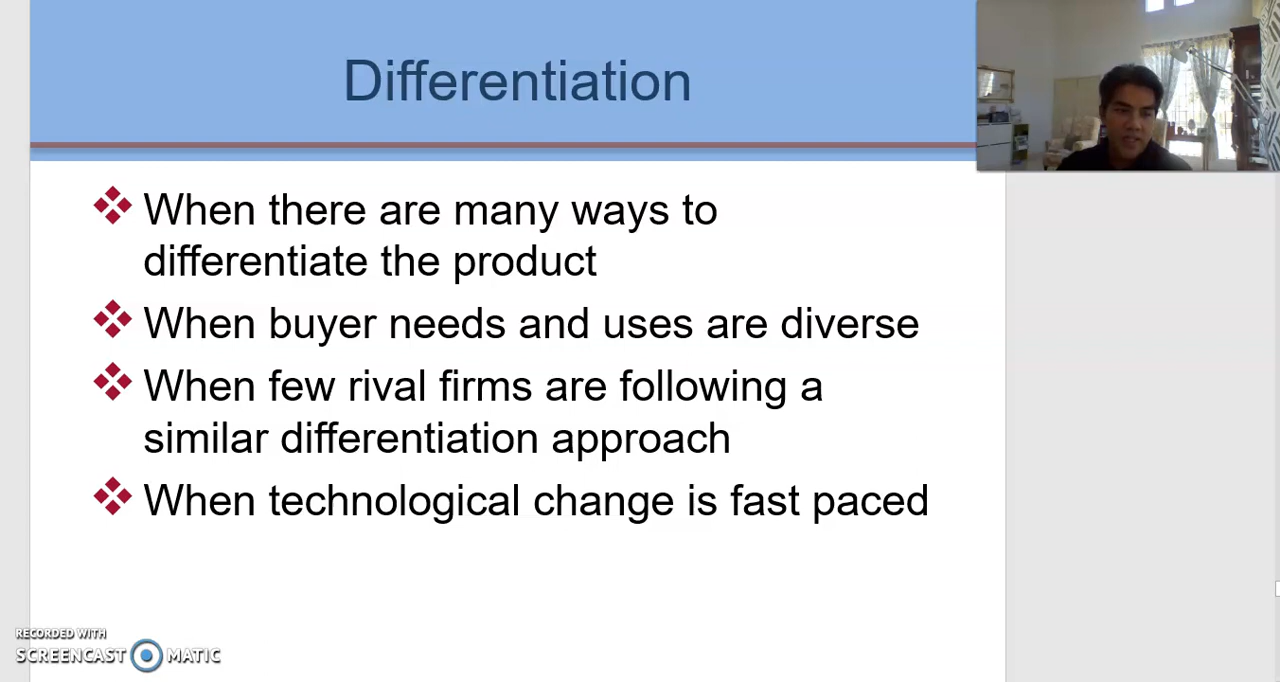 Differentiation
When there are many ways to
differentiate the product
When buyer needs and uses are diverse
When few rival firms are following a
similar differentiation approach
When technological change is fast paced
RECORDED WITH
SCREENCAST MATIC